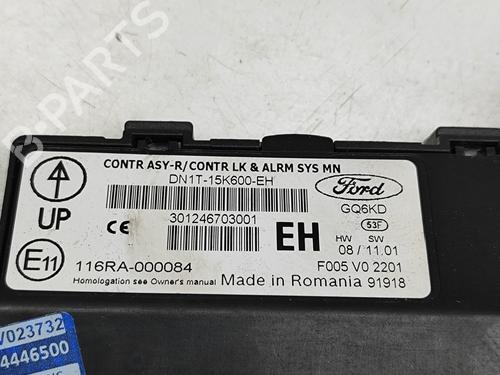 CONTR ASY-R/ CONTR LK & ALRM SYS MN
DN1T-15K600-EH
Ford
GQ6KD
53F
UP
301246703001
CE
EH
HW SW
08 / 11.01
E11
116RA-000084
F005 V0 2201
Homologation see Owner's manual
Made in Romania 91918
V023732
4446500